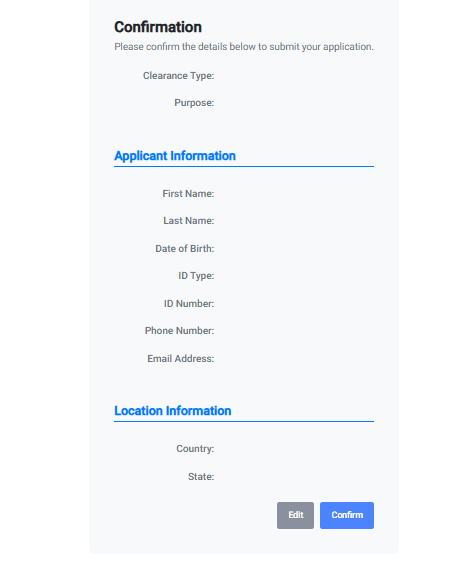 Confirmation
Please confirm the details below to submit your application.
Clearance Type:
Purpose:
Applicant Information
First Name:
Last Name:
Date of Birth:
ID Type:
ID Number:
Phone Number:
Email Address:
Location Information
Country:
State:
Edit Confirm